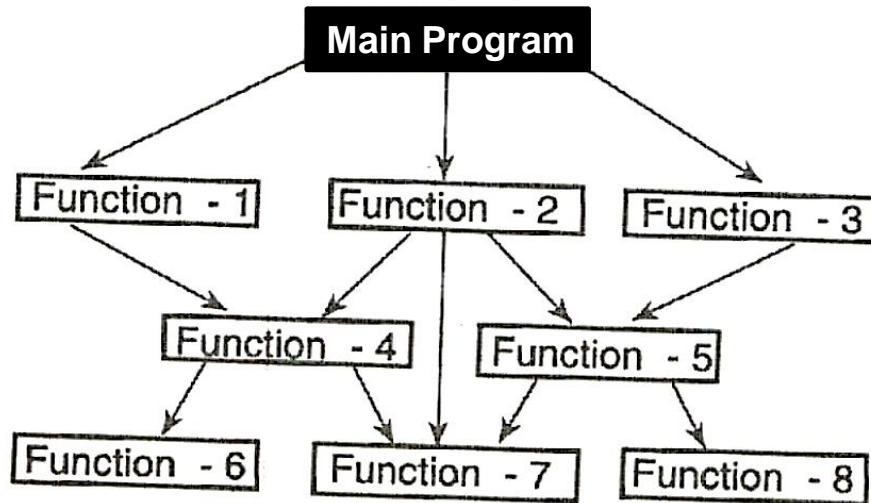 Main Program
Function - 1
Function - 2
Function - 3
Function - 4
Function - 5
Function - 6
Function - 7
Function - 8